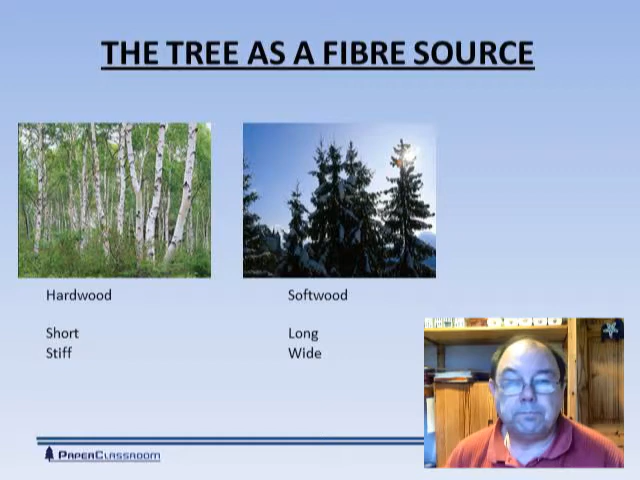 THE TREE AS A FIBRE SOURCE
Hardwood
Softwood
Short
Long
Stiff
Wide
PAPERCLASSROOM